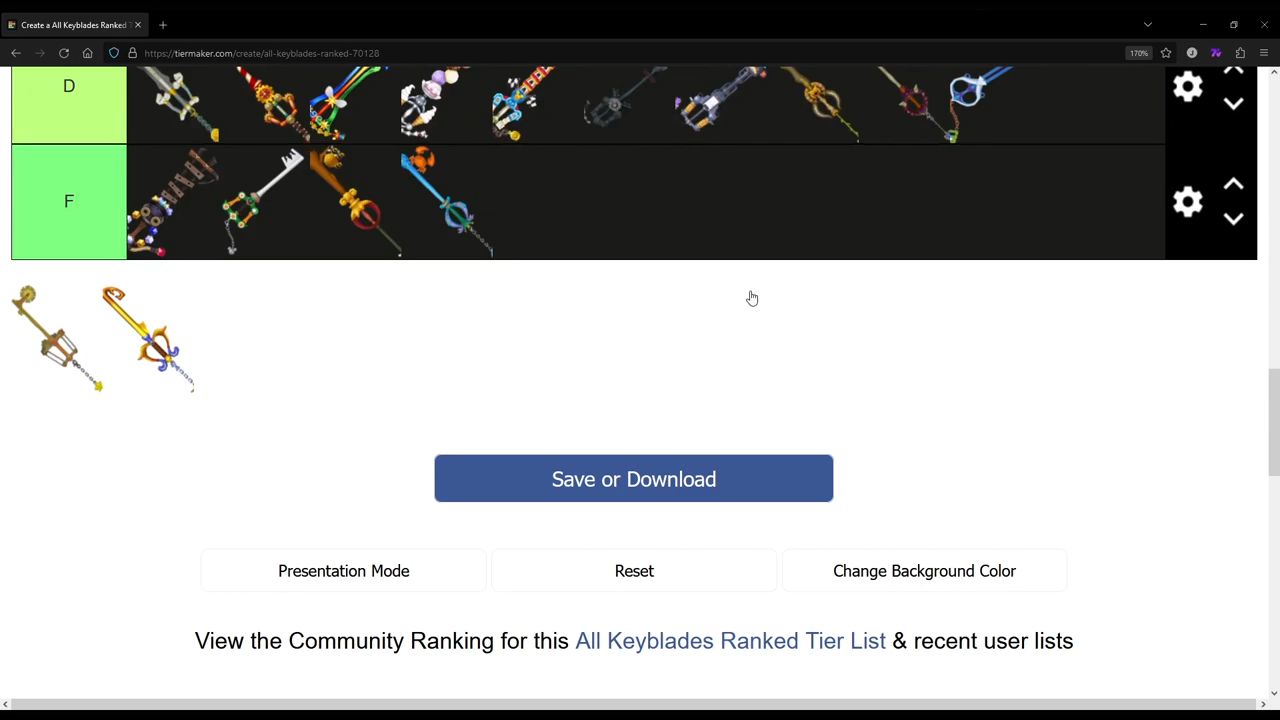 Create a All Keyblades Ranked T
https://tiermaker.com/create/all-keyblades-ranked-70128
170%
D
F
Save or Download
Presentation Mode
Reset
Change Background Color
View the Community Ranking for this All Keyblades Ranked Tier List & recent user lists